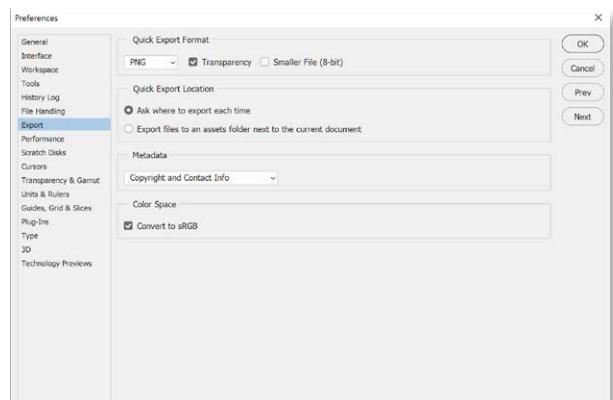 Preferences
General
Interface
Workspace
Tools
History Log
File Handling
Export
Performance
Scratch Disks
Cursors
Transparency & Gamut
Units & Rulers
Guides, Grid & Slices
Plug-Ins
Type
3D
Technology Previews
Quick Export Format
PNG Transparency Smaller File (8-bit)
Quick Export Location
Ask where to export each time
Export files to an assets folder next to the current document
Metadata
Copyright and Contact Info
Color Space
Convert to sRGB
OK
Cancel
Prev
Next